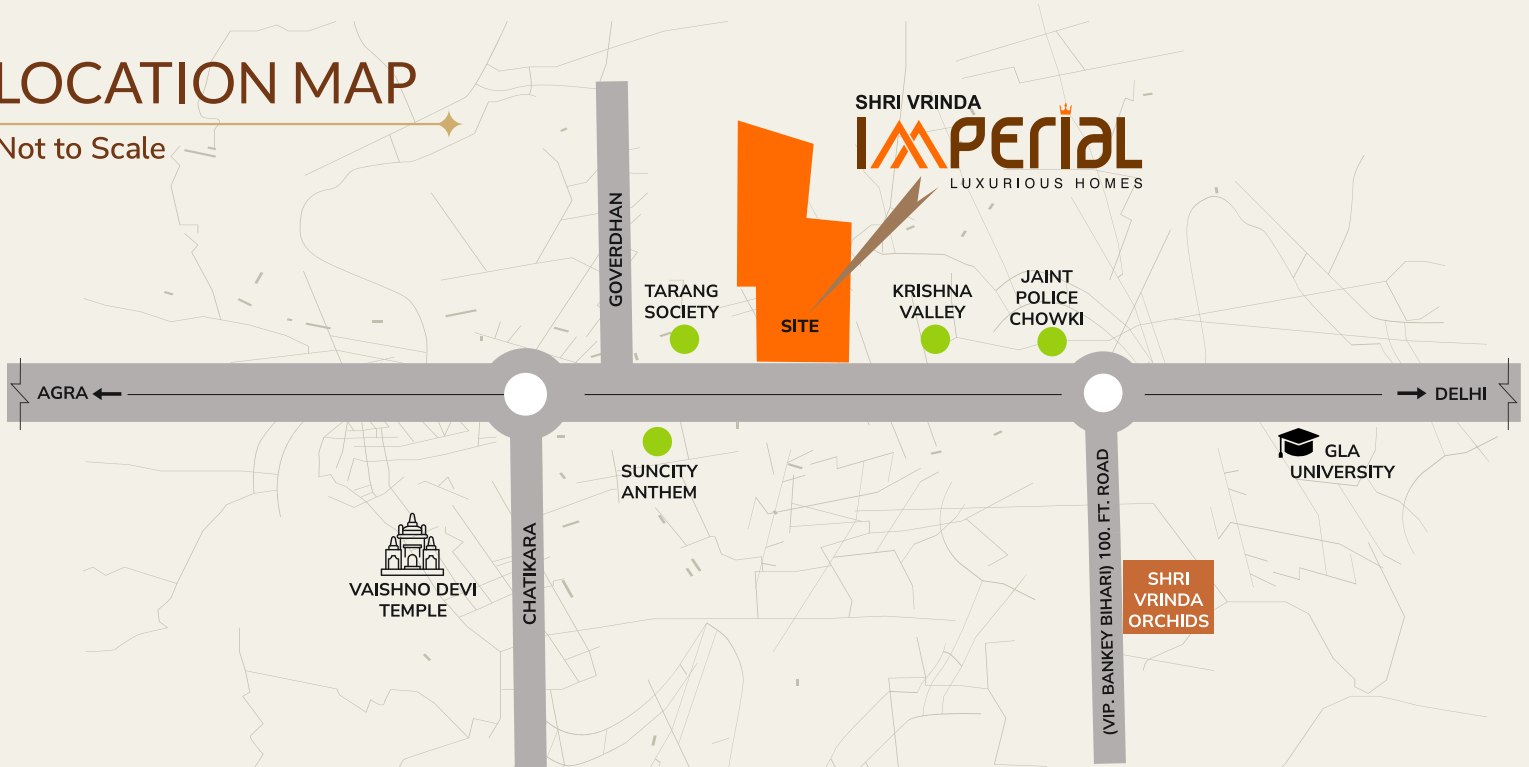 LOCATION MAP
Not to Scale
SHRI VRINDA
IMPERIAL
LUXURIOUS HOMES
GOVERDHAN
TARANG
SOCIETY
SITE
KRISHNA
VALLEY
JAINT
POLICE
CHOWKI
AGRA
DELHI
SUNCITY
ANTHEM
GLA
UNIVERSITY
VAISHNO DEVI
TEMPLE
CHATIKARA
(VIP. BANKEY BIHARI) 100. FT. ROAD
SHRI
VRINDA
ORCHIDS